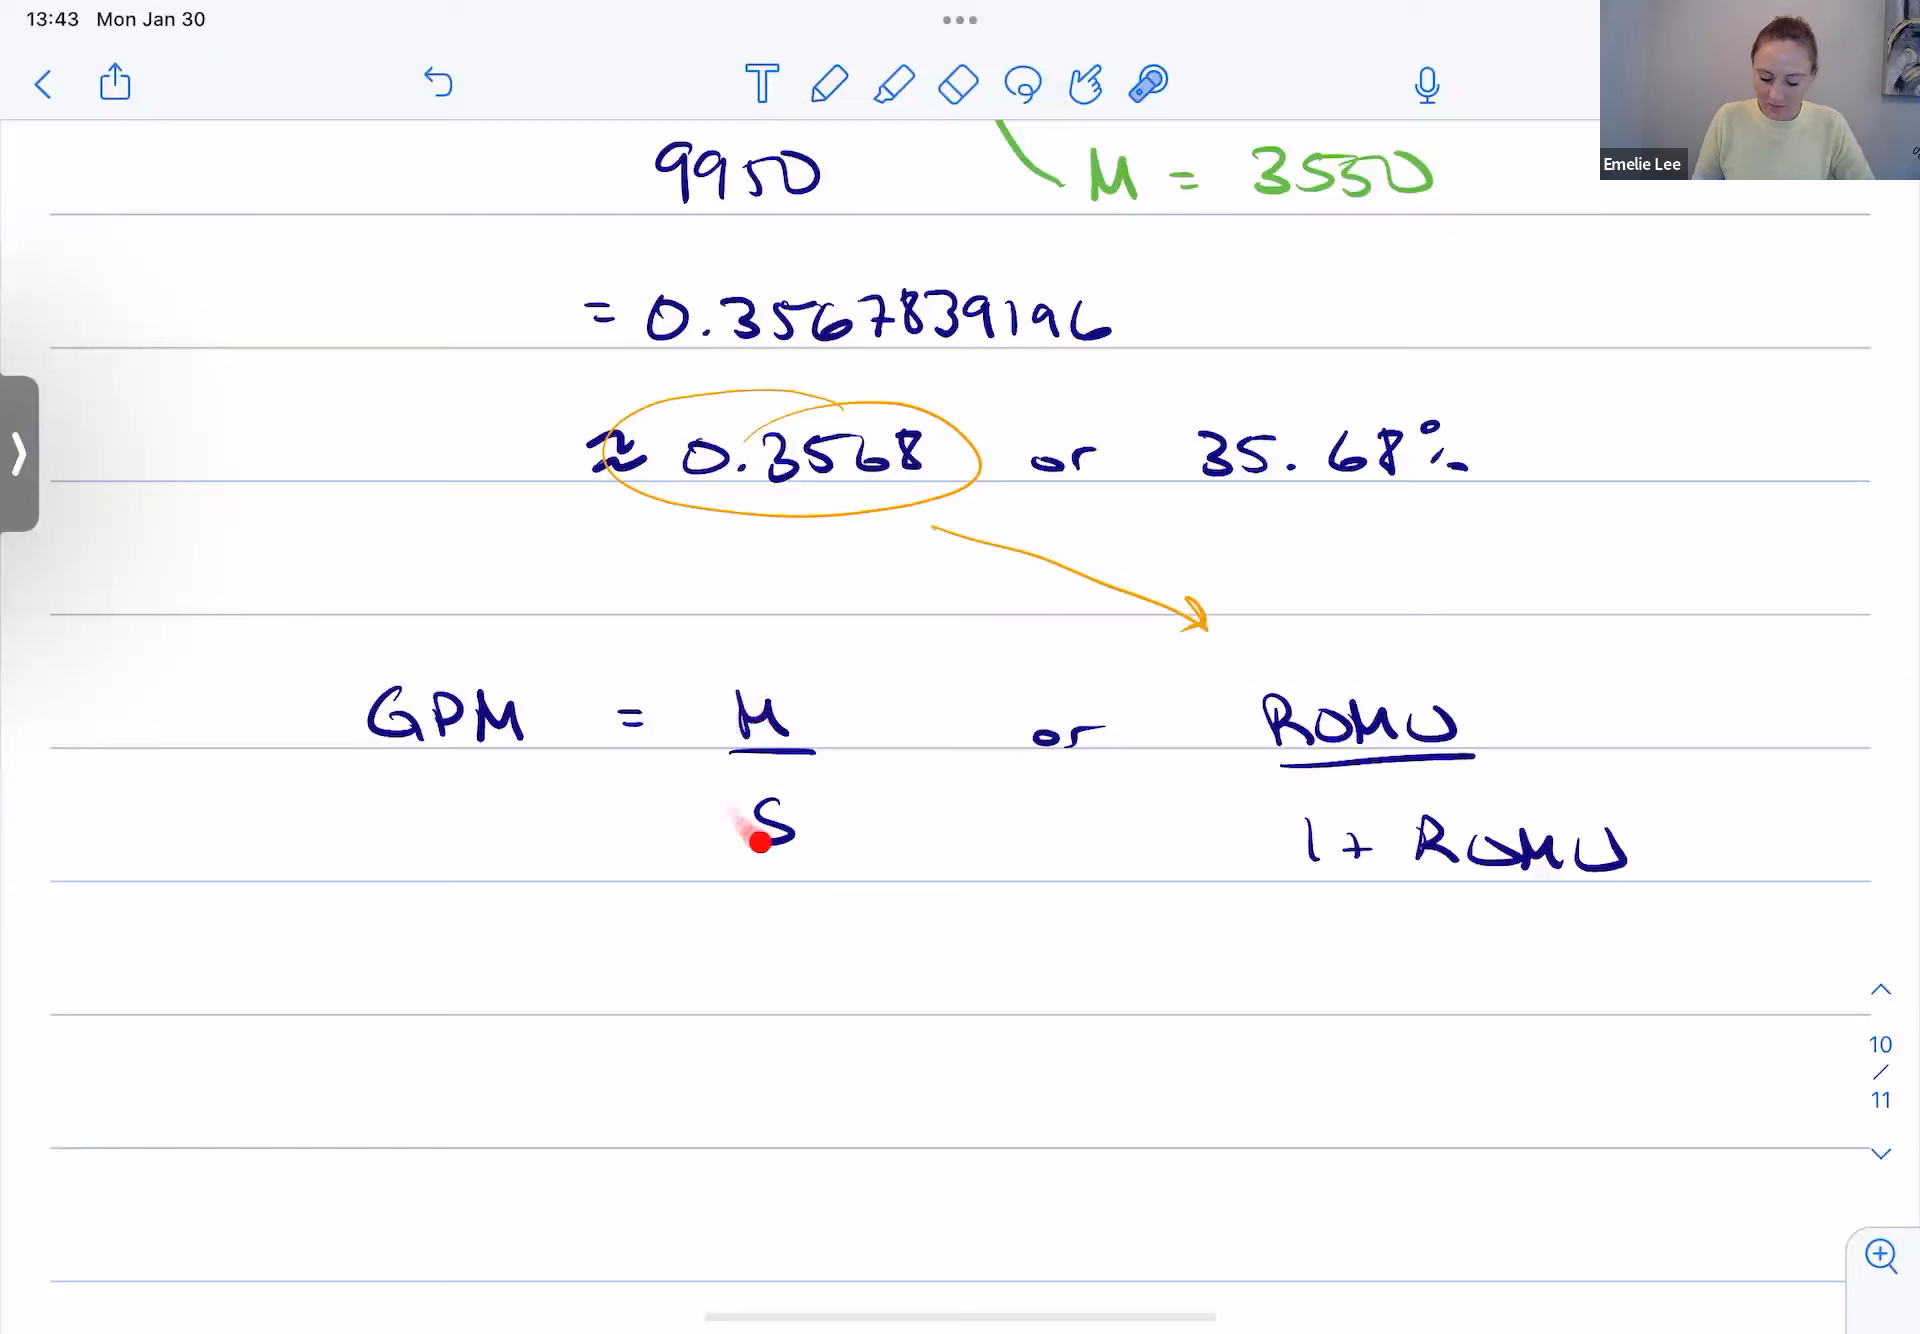 13:43 Mon Jan 30
Emelie Lee
9950 M = 3550
= 0.3567839196
≈ 0.3568 or 35.68%
GPM = M or ROMU
S 1 + ROMU
10
/
11